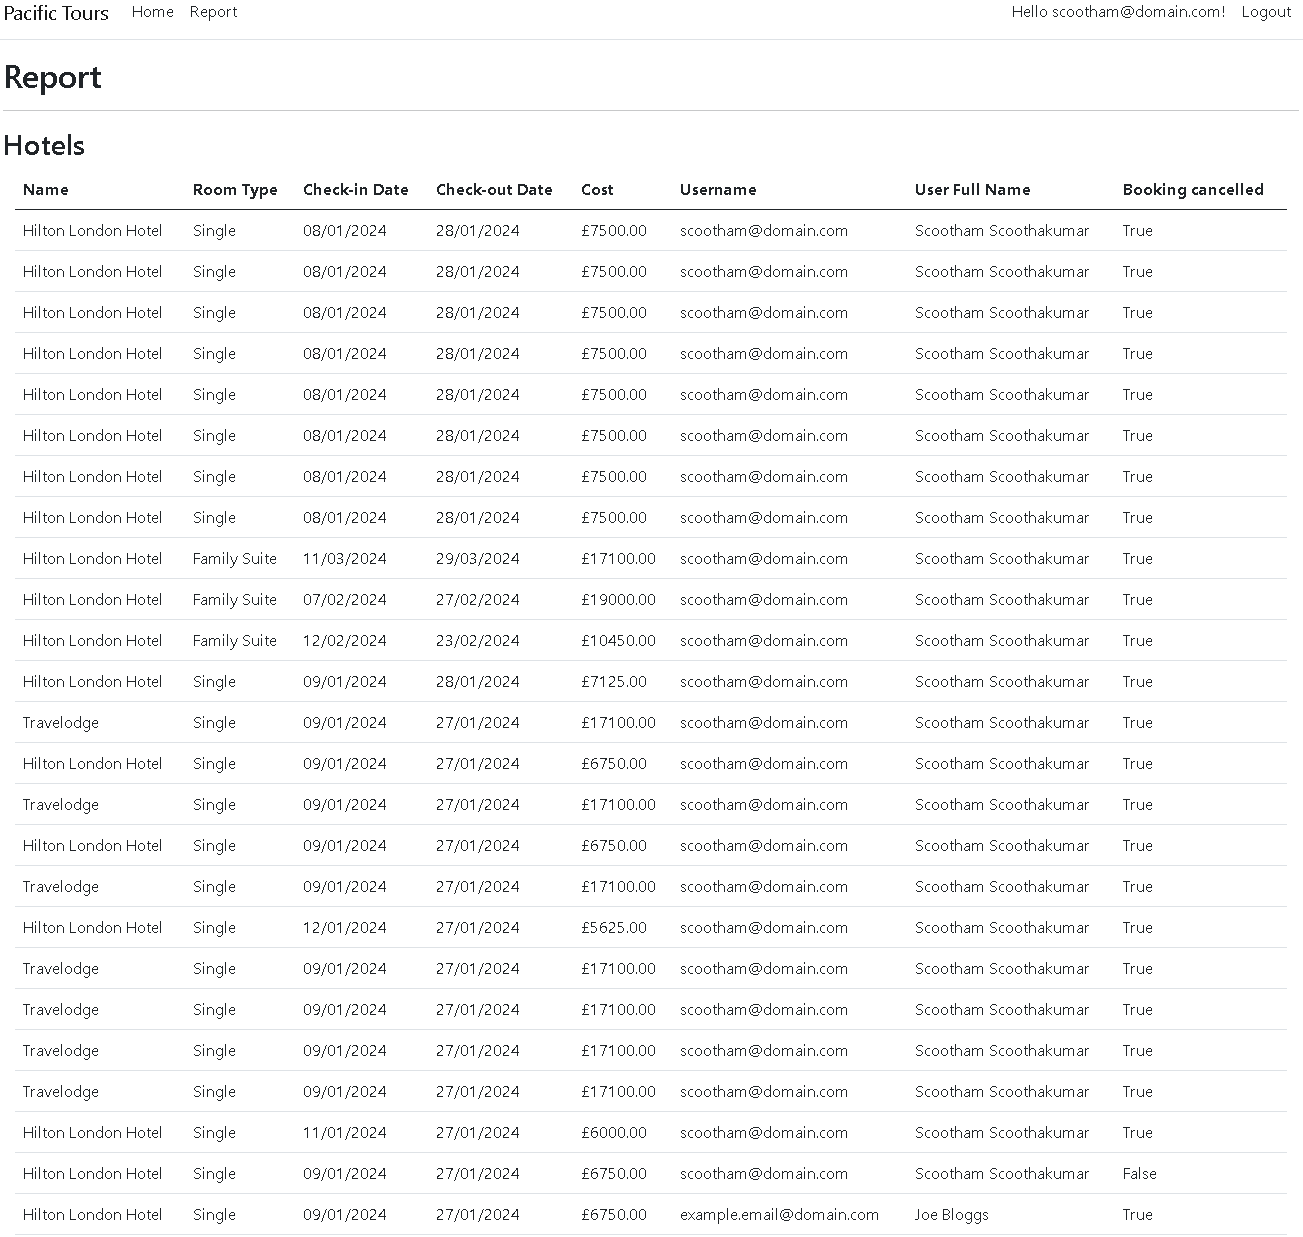 Pacific Tours Home Report Hello scootham@domain.com! Logout
Report
Hotels
Name Room Type Check-in Date Check-out Date Cost Username User Full Name Booking cancelled
Hilton London Hotel Single 08/01/2024 28/01/2024 £7500.00 scootham@domain.com Scootham Scoothakumar True
Hilton London Hotel Single 08/01/2024 28/01/2024 £7500.00 scootham@domain.com Scootham Scoothakumar True
Hilton London Hotel Single 08/01/2024 28/01/2024 £7500.00 scootham@domain.com Scootham Scoothakumar True
Hilton London Hotel Single 08/01/2024 28/01/2024 £7500.00 scootham@domain.com Scootham Scoothakumar True
Hilton London Hotel Single 08/01/2024 28/01/2024 £7500.00 scootham@domain.com Scootham Scoothakumar True
Hilton London Hotel Single 08/01/2024 28/01/2024 £7500.00 scootham@domain.com Scootham Scoothakumar True
Hilton London Hotel Single 08/01/2024 28/01/2024 £7500.00 scootham@domain.com Scootham Scoothakumar True
Hilton London Hotel Single 08/01/2024 28/01/2024 £7500.00 scootham@domain.com Scootham Scoothakumar True
Hilton London Hotel Family Suite 11/03/2024 29/03/2024 £17100.00 scootham@domain.com Scootham Scoothakumar True
Hilton London Hotel Family Suite 07/02/2024 27/02/2024 £19000.00 scootham@domain.com Scootham Scoothakumar True
Hilton London Hotel Family Suite 12/02/2024 23/02/2024 £10450.00 scootham@domain.com Scootham Scoothakumar True
Hilton London Hotel Single 09/01/2024 28/01/2024 £7125.00 scootham@domain.com Scootham Scoothakumar True
Travelodge Single 09/01/2024 27/01/2024 £17100.00 scootham@domain.com Scootham Scoothakumar True
Hilton London Hotel Single 09/01/2024 27/01/2024 £6750.00 scootham@domain.com Scootham Scoothakumar True
Travelodge Single 09/01/2024 27/01/2024 £17100.00 scootham@domain.com Scootham Scoothakumar True
Hilton London Hotel Single 09/01/2024 27/01/2024 £6750.00 scootham@domain.com Scootham Scoothakumar True
Travelodge Single 09/01/2024 27/01/2024 £17100.00 scootham@domain.com Scootham Scoothakumar True
Hilton London Hotel Single 12/01/2024 27/01/2024 £5625.00 scootham@domain.com Scootham Scoothakumar True
Travelodge Single 09/01/2024 27/01/2024 £17100.00 scootham@domain.com Scootham Scoothakumar True
Travelodge Single 09/01/2024 27/01/2024 £17100.00 scootham@domain.com Scootham Scoothakumar True
Travelodge Single 09/01/2024 27/01/2024 £17100.00 scootham@domain.com Scootham Scoothakumar True
Travelodge Single 09/01/2024 27/01/2024 £17100.00 scootham@domain.com Scootham Scoothakumar True
Hilton London Hotel Single 11/01/2024 27/01/2024 £6000.00 scootham@domain.com Scootham Scoothakumar True
Hilton London Hotel Single 09/01/2024 27/01/2024 £6750.00 scootham@domain.com Scootham Scoothakumar False
Hilton London Hotel Single 09/01/2024 27/01/2024 £6750.00 example.email@domain.com Joe Bloggs True